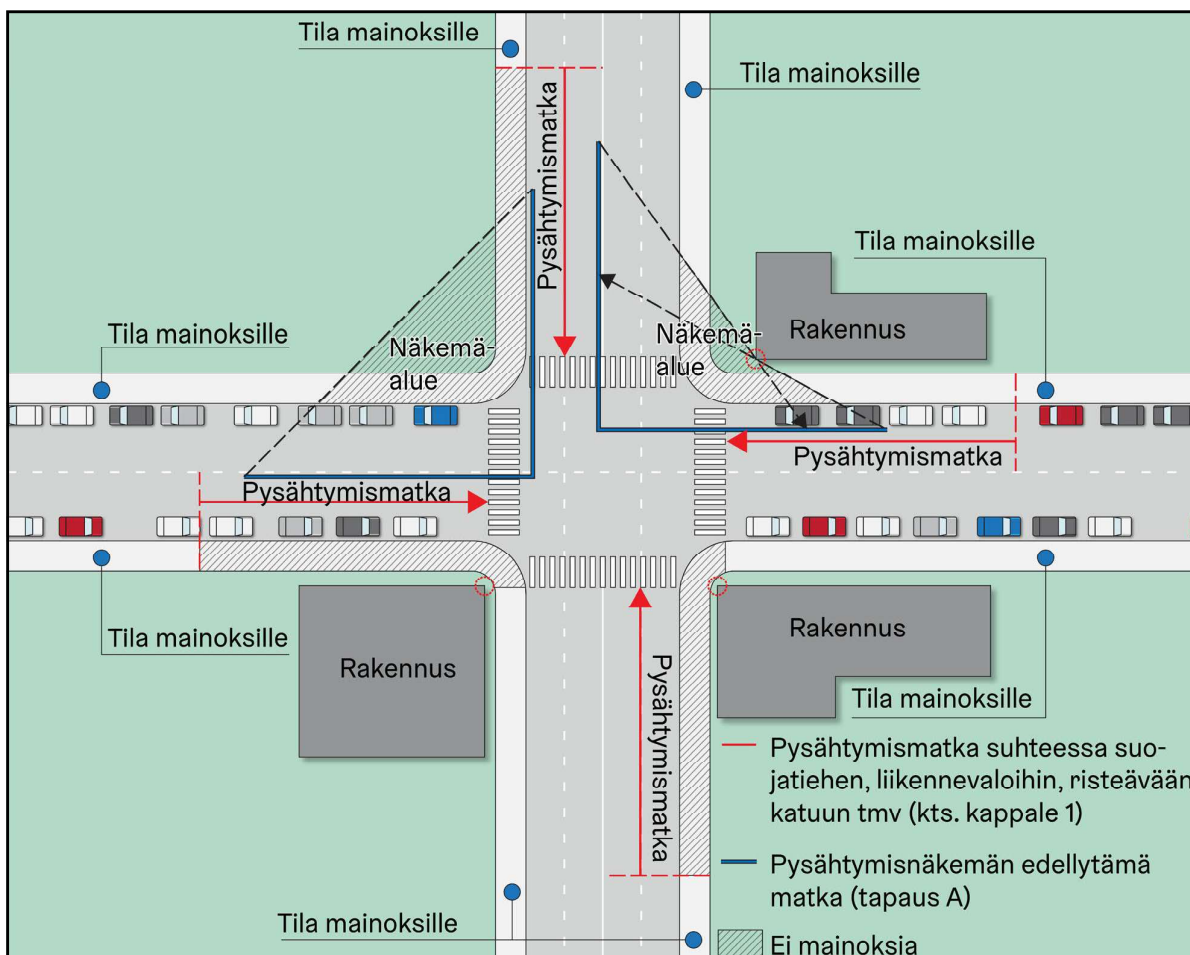 Tila mainoksille
Tila mainoksille
Pysähtymismatka
Tila mainoksille
Tila mainoksille
Näkemä-
alue
Näkemä-
alue
Rakennus
Pysähtymismatka
Pysähtymismatka
Tila mainoksille
Rakennus
Pysähtymismatka
Rakennus
Tila mainoksille
Tila mainoksille
Pysähtymismatka suhteessa suo-
jatiehen, liikennevaloihin, risteävään
katuun tmv (kts. kappale 1)
Pysähtymisnäkemän edellytämä
matka (tapaus A)
Ei mainoksia